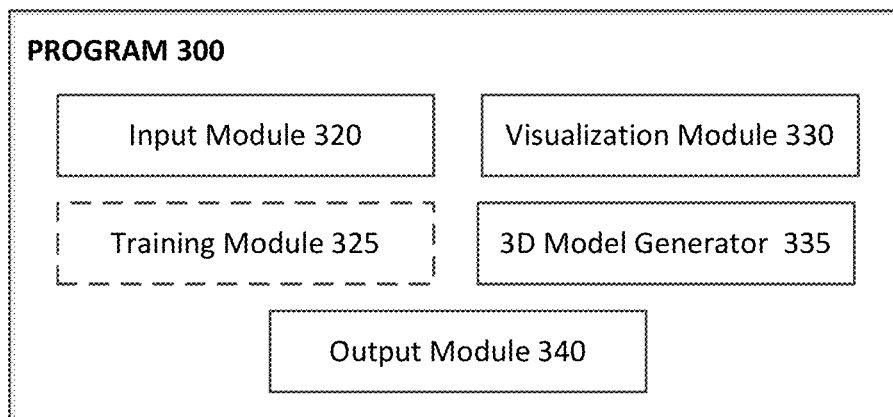 PROGRAM 300
Input Module 320
Visualization Module 330
Training Module 325
3D Model Generator 335
Output Module 340